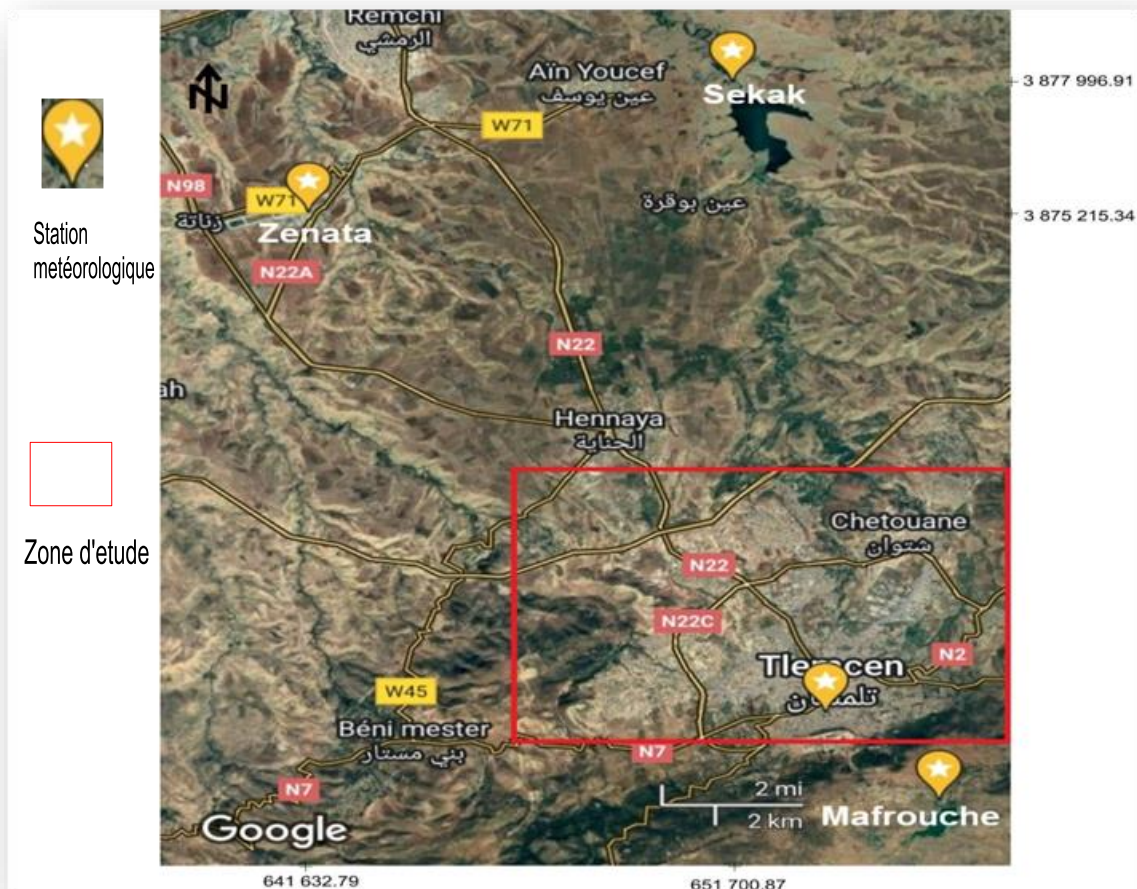 Remchi
الرمشي
Aïn Youcef
عين يوسف
Sekak
3 877 996.91
W71
N98
W71
زناتة
Zenata
عين بوقرة
3 875 215.34
Station
metéorologique
N22A
N22
ah
Hennaya
الحناية
Chetouane
شتوان
Zone d'etude
N22
N22C
N2
Tlemcen
تلمسان
W45
Béni mester
بني مستار
N7
N7
2 mi
2 km
Mafrouche
Google
641 632.79
651 700.87
N